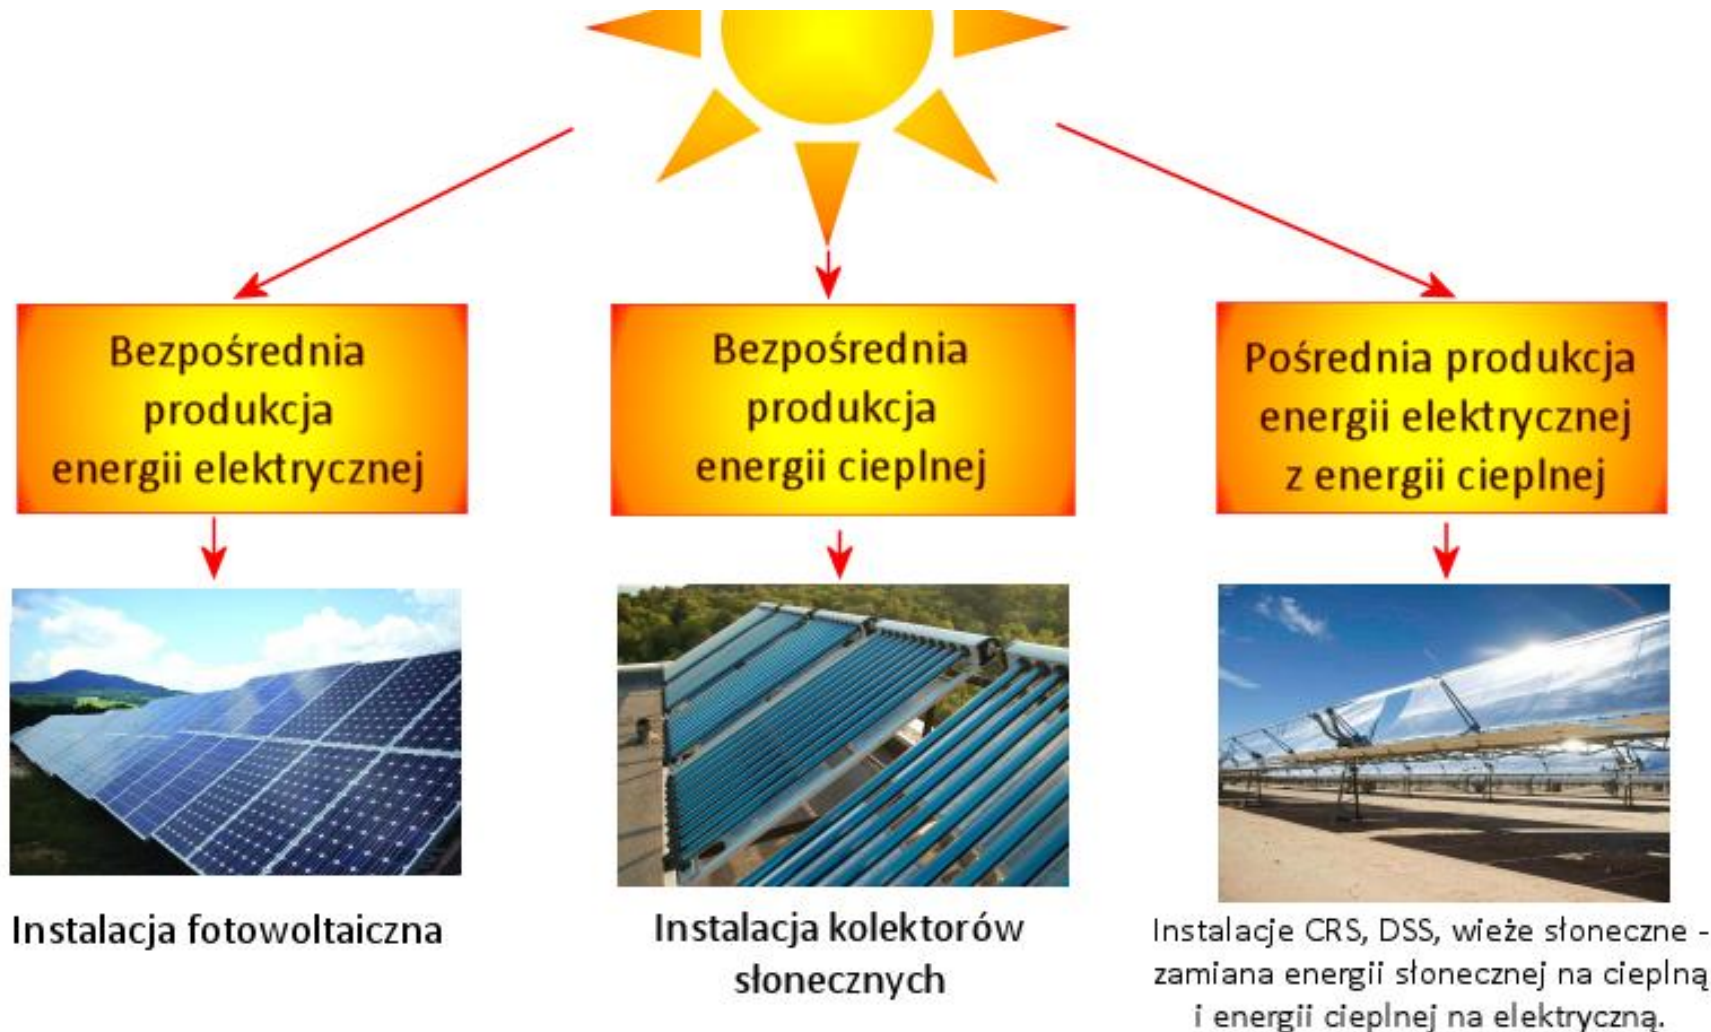 Bezpośrednia
produkcja
energii elektrycznej
Bezpośrednia
produkcja
energii cieplnej
Pośrednia produkcja
energii elektrycznej
z energii cieplnej
Instalacja fotowoltaiczna
Instalacja kolektorów
słonecznych
Instalacje CRS, DSS, wieże słoneczne -
zamiana energii słonecznej na cieplną
i energii cieplnej na elektryczną.